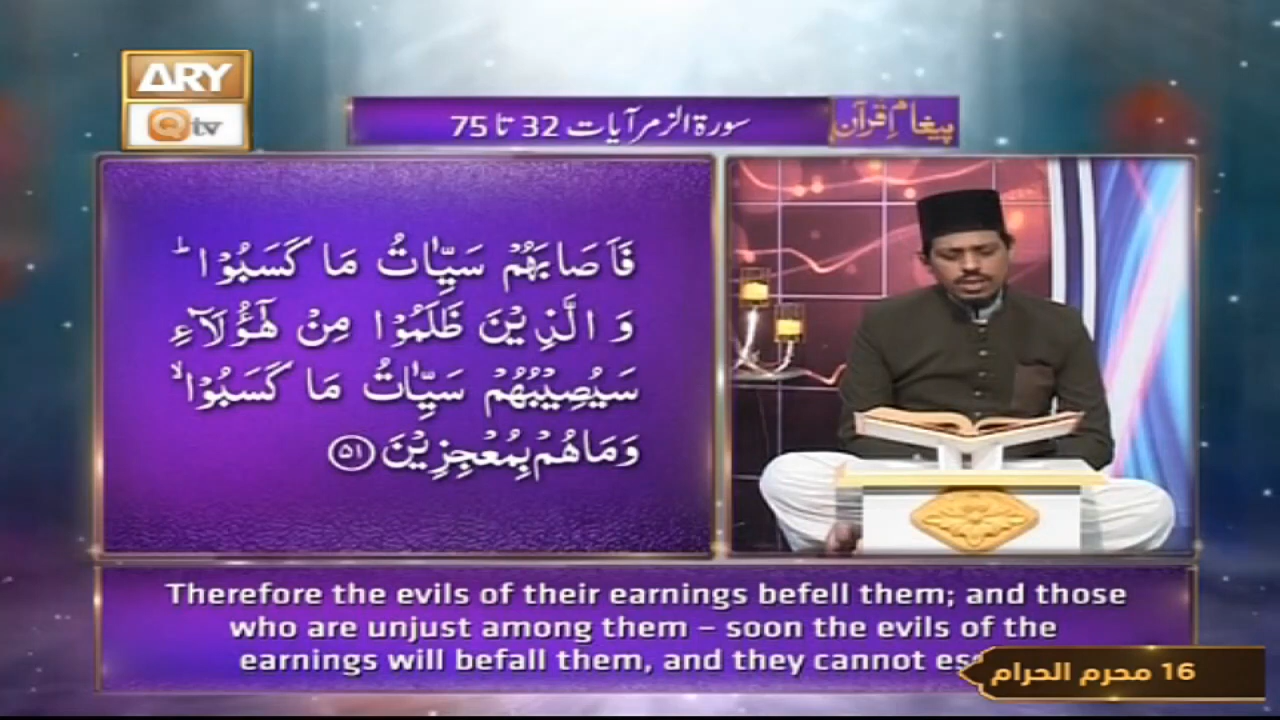 ARY
Qtv
پیغامِ قرآن
سورۃ الزمر آیات 32 تا 75
فَاَصَابَهُمْ سَیِّاٰتُ مَا كَسَبُوْا ؕ
وَ الَّذِیْنَ ظَلَمُوْا مِنْ هٰۤؤُلَآءِ
سَیُصِیْبُهُمْ سَیِّاٰتُ مَا كَسَبُوْا ۙ
وَمَاهُمْ بِمُعْجِزِیْنَ ﴿۵۱﴾
Therefore the evils of their earnings befell them; and those
who are unjust among them – soon the evils of the
earnings will befall them, and they cannot
16 محرم الحرام